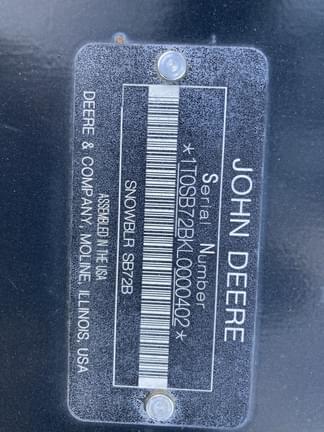 JOHN DEERE
Serial Number
*1T0SB72BKL0000402*
SNOWBLR SB72B
ASSEMBLED IN THE USA
DEERE & COMPANY, MOLINE, ILLINOIS, USA